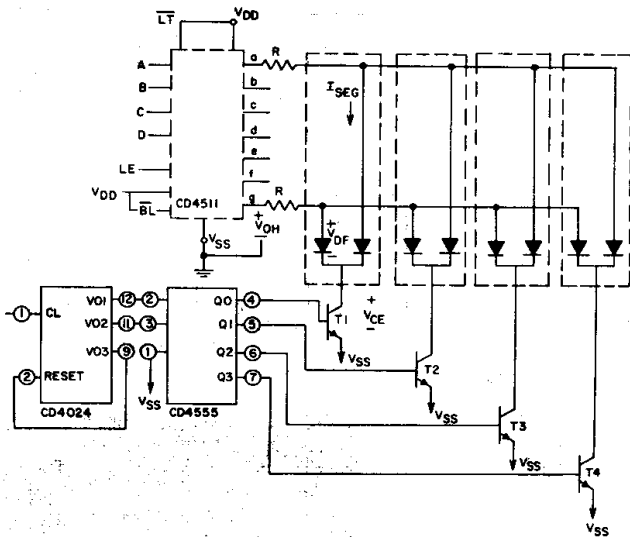 LT
VDD
A
a
R
B
b
ISEG
C
c
D
d
e
LE
f
VDD
CD4511
g
R
BL
+
VOH
−
+
VDF
−
VSS
1
CL
VO1
12
2
Q0
4
+
VCE
−
T1
VO2
11
3
Q1
5
VSS
VO3
9
1
Q2
6
T2
2
RESET
Q3
7
VSS
T3
VSS
CD4024
CD4555
VSS
T4
VSS